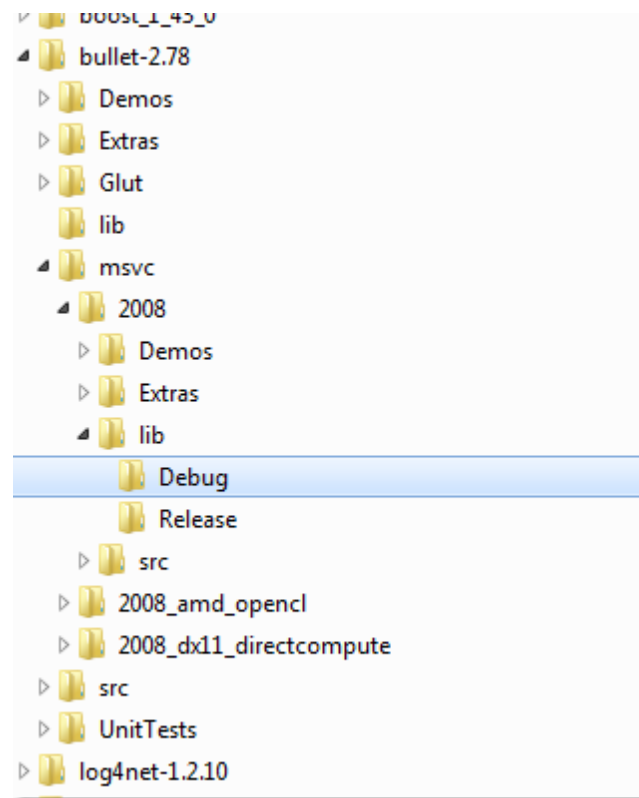 boost_1_43_0
bullet-2.78
Demos
Extras
Glut
lib
msvc
2008
Demos
Extras
lib
Debug
Release
src
2008_amd_opencl
2008_dx11_directcompute
src
UnitTests
log4net-1.2.10